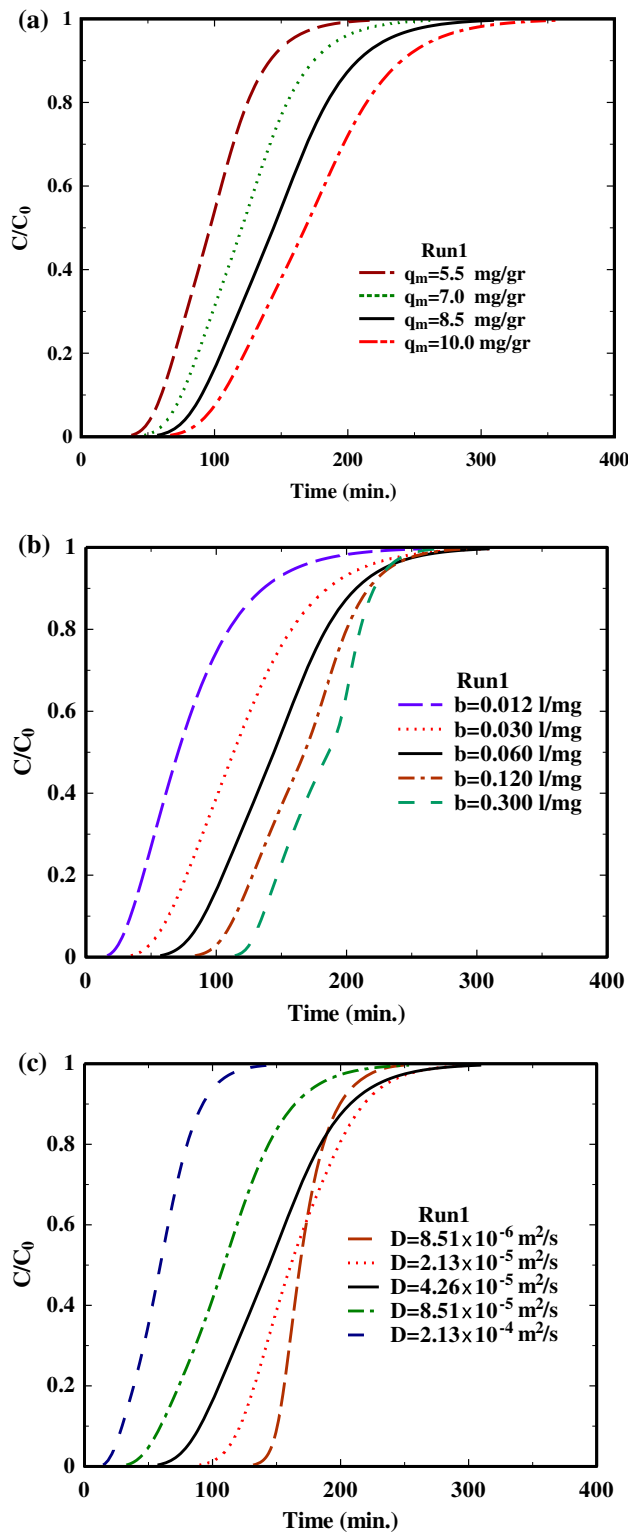 (a)
1
0.8
0.6
0.4
0.2
0
C/C₀
Run1
qₘ=5.5 mg/gr
qₘ=7.0 mg/gr
qₘ=8.5 mg/gr
qₘ=10.0 mg/gr
0 100 200 300 400
Time (min.)
(b)
1
0.8
0.6
0.4
0.2
0
C/C₀
Run1
b=0.012 l/mg
b=0.030 l/mg
b=0.060 l/mg
b=0.120 l/mg
b=0.300 l/mg
0 100 200 300 400
Time (min.)
(c)
1
0.8
0.6
0.4
0.2
0
C/C₀
Run1
D=8.51×10⁻⁶ m²/s
D=2.13×10⁻⁵ m²/s
D=4.26×10⁻⁵ m²/s
D=8.51×10⁻⁵ m²/s
D=2.13×10⁻⁴ m²/s
0 100 200 300 400
Time (min.)